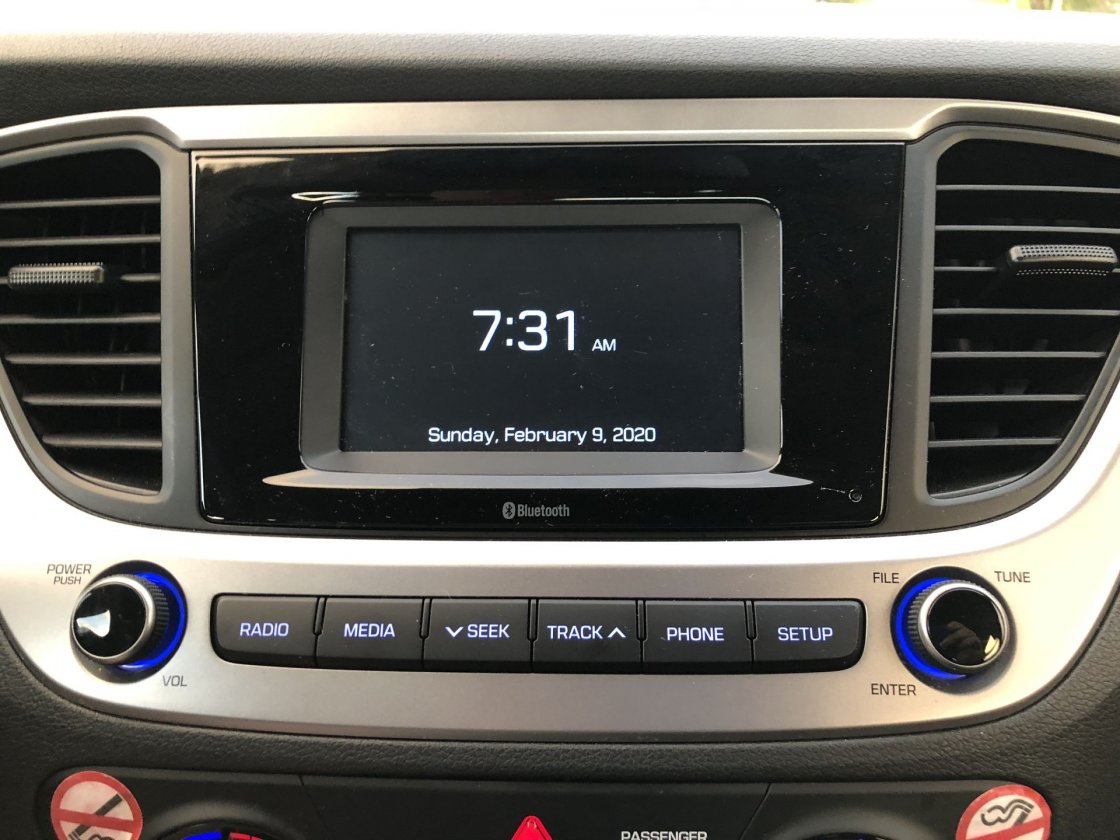 7:31 AM
Sunday, February 9, 2020
Bluetooth
POWER
PUSH
VOL
RADIO
MEDIA
SEEK
TRACK
PHONE
SETUP
FILE
TUNE
ENTER
PASSENGER